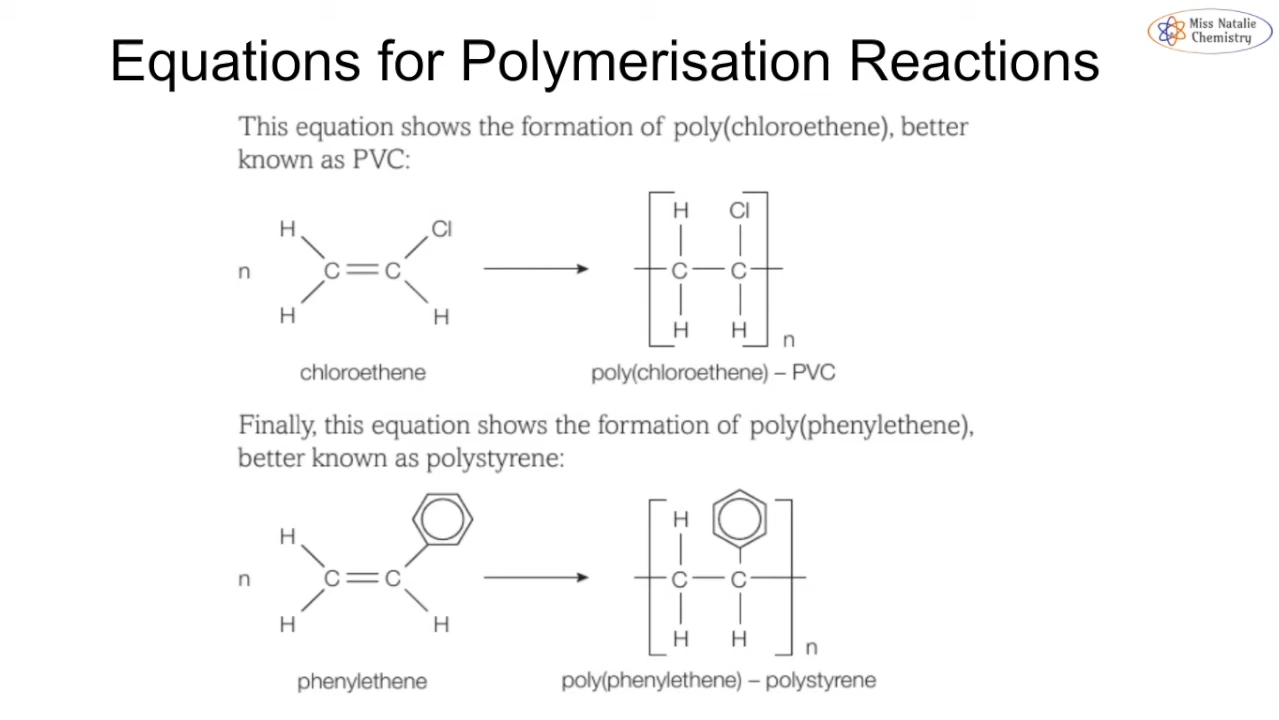 Miss Natalie
Chemistry
Equations for Polymerisation Reactions
This equation shows the formation of poly(chloroethene), better
known as PVC:
H Cl H Cl
n C C C C
H H H H n
chloroethene poly(chloroethene) – PVC
Finally, this equation shows the formation of poly(phenylethene),
better known as polystyrene:
H H
n C C C C
H H H H n
phenylethene poly(phenylethene) – polystyrene